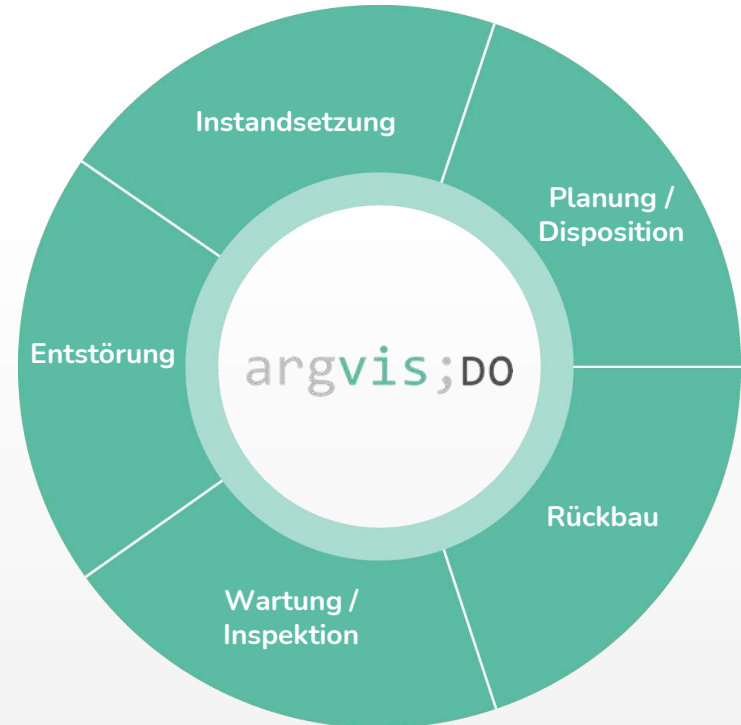 Instandsetzung
Planung /
Disposition
Entstörung
argvis;DO
Rückbau
Wartung /
Inspektion